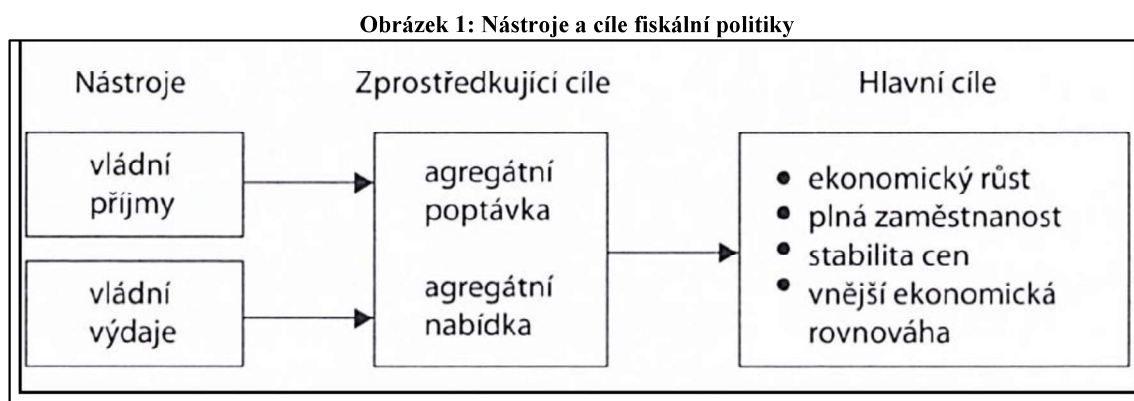 Obrázek 1: Nástroje a cíle fiskální politiky
Nástroje
Zprostředkující cíle
Hlavní cíle
vládní
příjmy
vládní
výdaje
agregátní
poptávka
agregátní
nabídka
• ekonomický růst
• plná zaměstnanost
• stabilita cen
• vnější ekonomická
rovnováha